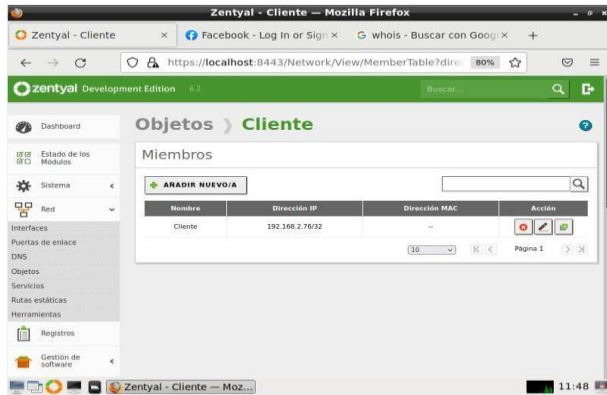 Zentyal - Cliente — Mozilla Firefox
Zentyal - Cliente × Facebook - Log In or Sign × G whois - Buscar con Googl × +
https://localhost:8443/Network/View/MemberTable?direc 80%
zentyal Development Edition 6.2 Buscar...
Dashboard
Estado de los
Módulos
Sistema
Red
Interfaces
Puertas de enlace
DNS
Objetos
Servicios
Rutas estáticas
Herramientas
Registros
Gestión de
software
Objetos Cliente
Miembros
AÑADIR NUEVO/A
Nombre Dirección IP Dirección MAC Acción
Cliente 192.168.2.76/32 --
10 Página 1
Zentyal - Cliente — Moz... 11:48